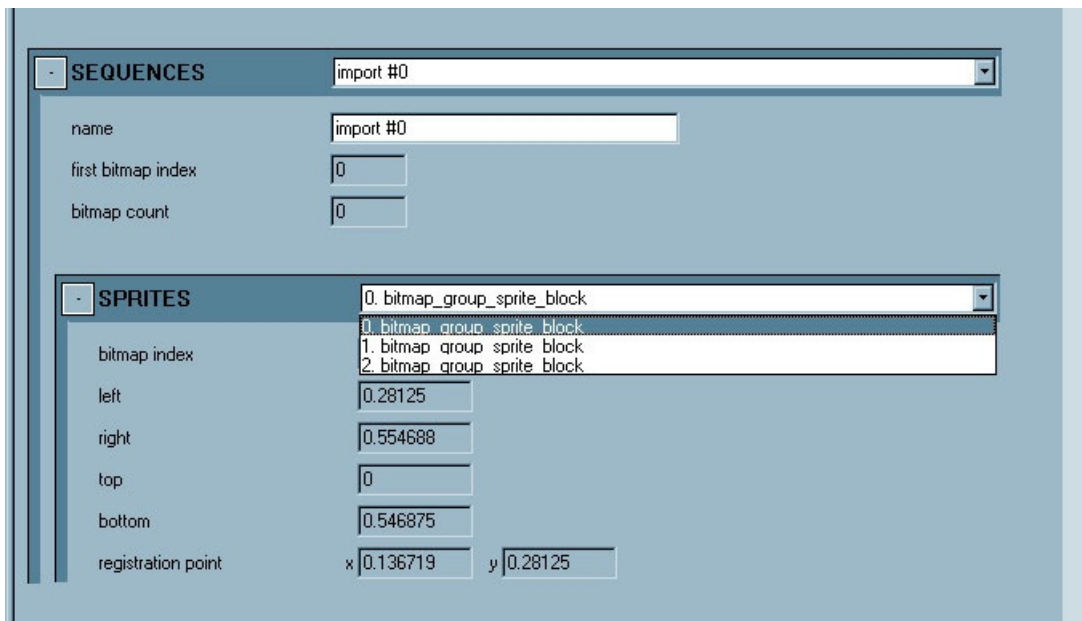 - SEQUENCES import #0
name import #0
first bitmap index 0
bitmap count 0
- SPRITES 0. bitmap_group_sprite_block
0. bitmap_group_sprite_block
bitmap index 1. bitmap_group_sprite_block
2. bitmap_group_sprite_block
left 0.28125
right 0.554688
top 0
bottom 0.546875
registration point x 0.136719 y 0.28125